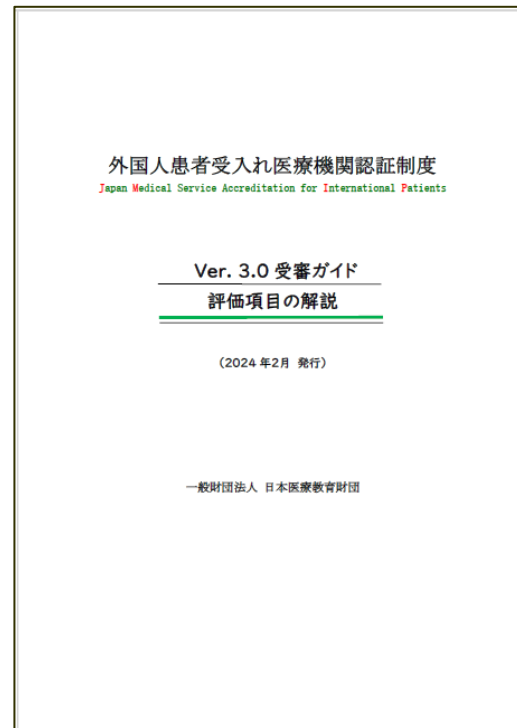 外国人患者受入れ医療機関認証制度
Japan Medical Service Accreditation for International Patients
Ver. 3.0 受審ガイド
評価項目の解説
（2024 年2月 発行）
一般財団法人 日本医療教育財団